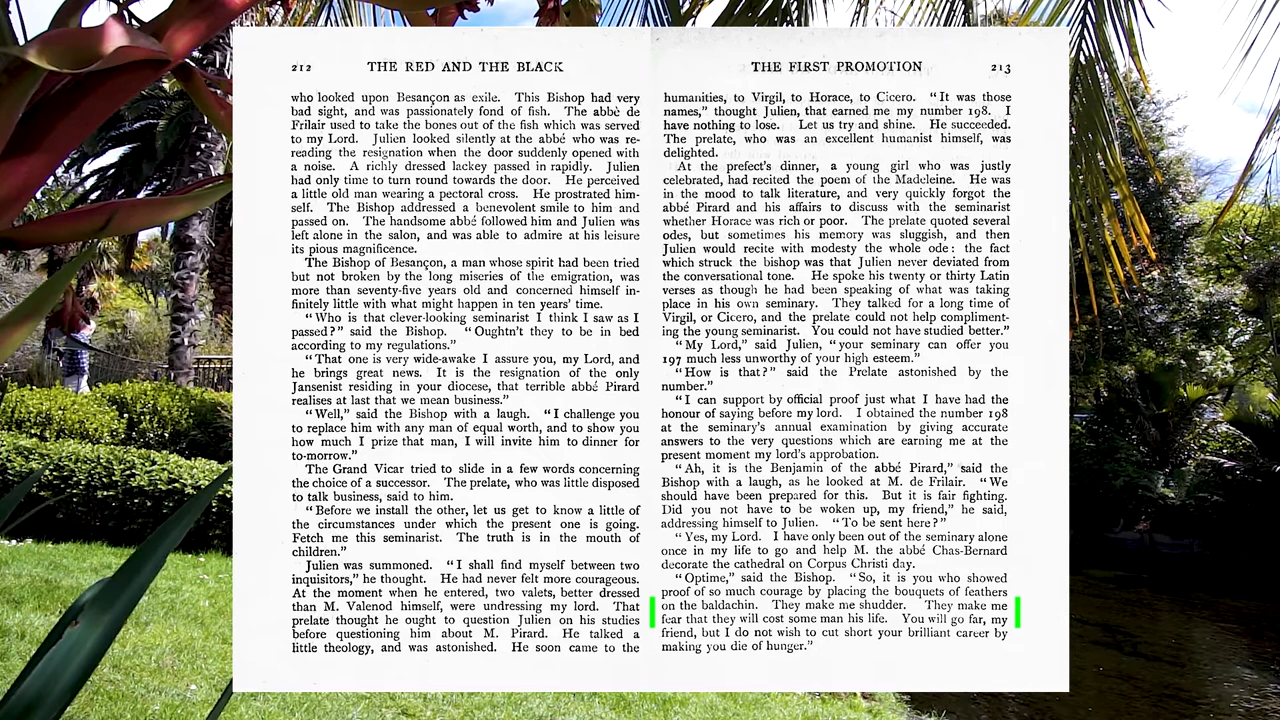 212 THE RED AND THE BLACK
who looked upon Besançon as exile. This Bishop had very
bad sight, and was passionately fond of fish. The abbè de
Frilair used to take the bones out of the fish which was served
to my Lord. Julien looked silently at the abbé who was re-
reading the resignation when the door suddenly opened with
a noise. A richly dressed lackey passed in rapidly. Julien
had only time to turn round towards the door. He perceived
a little old man wearing a pectoral cross. He prostrated him-
self. The Bishop addressed a benevolent smile to him and
passed on. The handsome abbé followed him and Julien was
left alone in the salon, and was able to admire at his leisure
its pious magnificence.
The Bishop of Besançon, a man whose spirit had been tried
but not broken by the long miseries of the emigration, was
more than seventy-five years old and concerned himself in-
finitely little with what might happen in ten years' time.
"Who is that clever-looking seminarist I think I saw as I
passed?" said the Bishop. "Oughtn't they to be in bed
according to my regulations."
"That one is very wide-awake I assure you, my Lord, and
he brings great news. It is the resignation of the only
Jansenist residing in your diocese, that terrible abbé Pirard
realises at last that we mean business."
"Well," said the Bishop with a laugh. "I challenge you
to replace him with any man of equal worth, and to show you
how much I prize that man, I will invite him to dinner for
to-morrow."
The Grand Vicar tried to slide in a few words concerning
the choice of a successor. The prelate, who was little disposed
to talk business, said to him.
"Before we install the other, let us get to know a little of
the circumstances under which the present one is going.
Fetch me this seminarist. The truth is in the mouth of
children."
Julien was summoned. "I shall find myself between two
inquisitors," he thought. He had never felt more courageous.
At the moment when he entered, two valets, better dressed
than M. Valenod himself, were undressing my lord. That
prelate thought he ought to question Julien on his studies
before questioning him about M. Pirard. He talked a
little theology, and was astonished. He soon came to the
THE FIRST PROMOTION 213
humanities, to Virgil, to Horace, to Cicero. "It was those
names," thought Julien, that earned me my number 198. I
have nothing to lose. Let us try and shine. He succeeded.
The prelate, who was an excellent humanist himself, was
delighted.
At the prefect's dinner, a young girl who was justly
celebrated, had recited the poem of the Madeleine. He was
in the mood to talk literature, and very quickly forgot the
abbé Pirard and his affairs to discuss with the seminarist
whether Horace was rich or poor. The prelate quoted several
odes, but sometimes his memory was sluggish, and then
Julien would recite with modesty the whole ode: the fact
which struck the bishop was that Julien never deviated from
the conversational tone. He spoke his twenty or thirty Latin
verses as though he had been speaking of what was taking
place in his own seminary. They talked for a long time of
Virgil, or Cicero, and the prelate could not help compliment-
ing the young seminarist. You could not have studied better."
"My Lord," said Julien, "your seminary can offer you
197 much less unworthy of your high esteem."
"How is that?" said the Prelate astonished by the
number."
"I can support by official proof just what I have had the
honour of saying before my lord. I obtained the number 198
at the seminary's annual examination by giving accurate
answers to the very questions which are earning me at the
present moment my lord's approbation.
"Ah, it is the Benjamin of the abbé Pirard," said the
Bishop with a laugh, as he looked at M. de Frilair. "We
should have been prepared for this. But it is fair fighting.
Did you not have to be woken up, my friend," he said,
addressing himself to Julien. "To be sent here?"
"Yes, my Lord. I have only been out of the seminary alone
once in my life to go and help M. the abbé Chas-Bernard
decorate the cathedral on Corpus Christi day.
"Optime," said the Bishop. "So, it is you who showed
proof of so much courage by placing the bouquets of feathers
on the baldachin. They make me shudder. They make me
fear that they will cost some man his life. You will go far, my
friend, but I do not wish to cut short your brilliant career by
making you die of hunger."